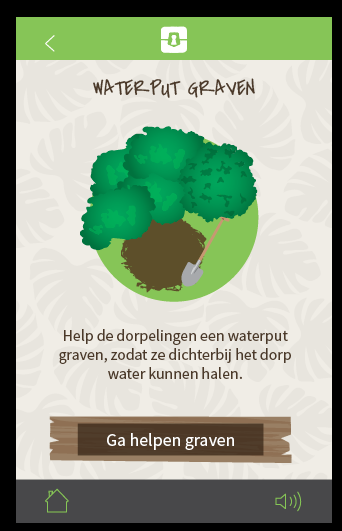 WATERPUT GRAVEN
Help de dorpelingen een waterput
graven, zodat ze dichterbij het dorp
water kunnen halen.
Ga helpen graven